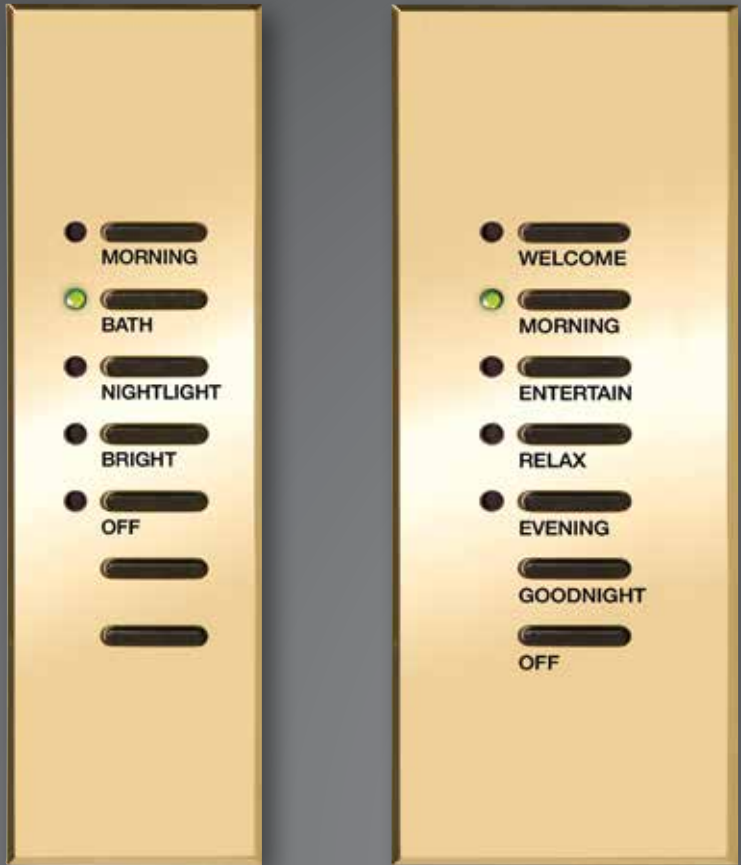 MORNING
BATH
NIGHTLIGHT
BRIGHT
OFF
WELCOME
MORNING
ENTERTAIN
RELAX
EVENING
GOODNIGHT
OFF